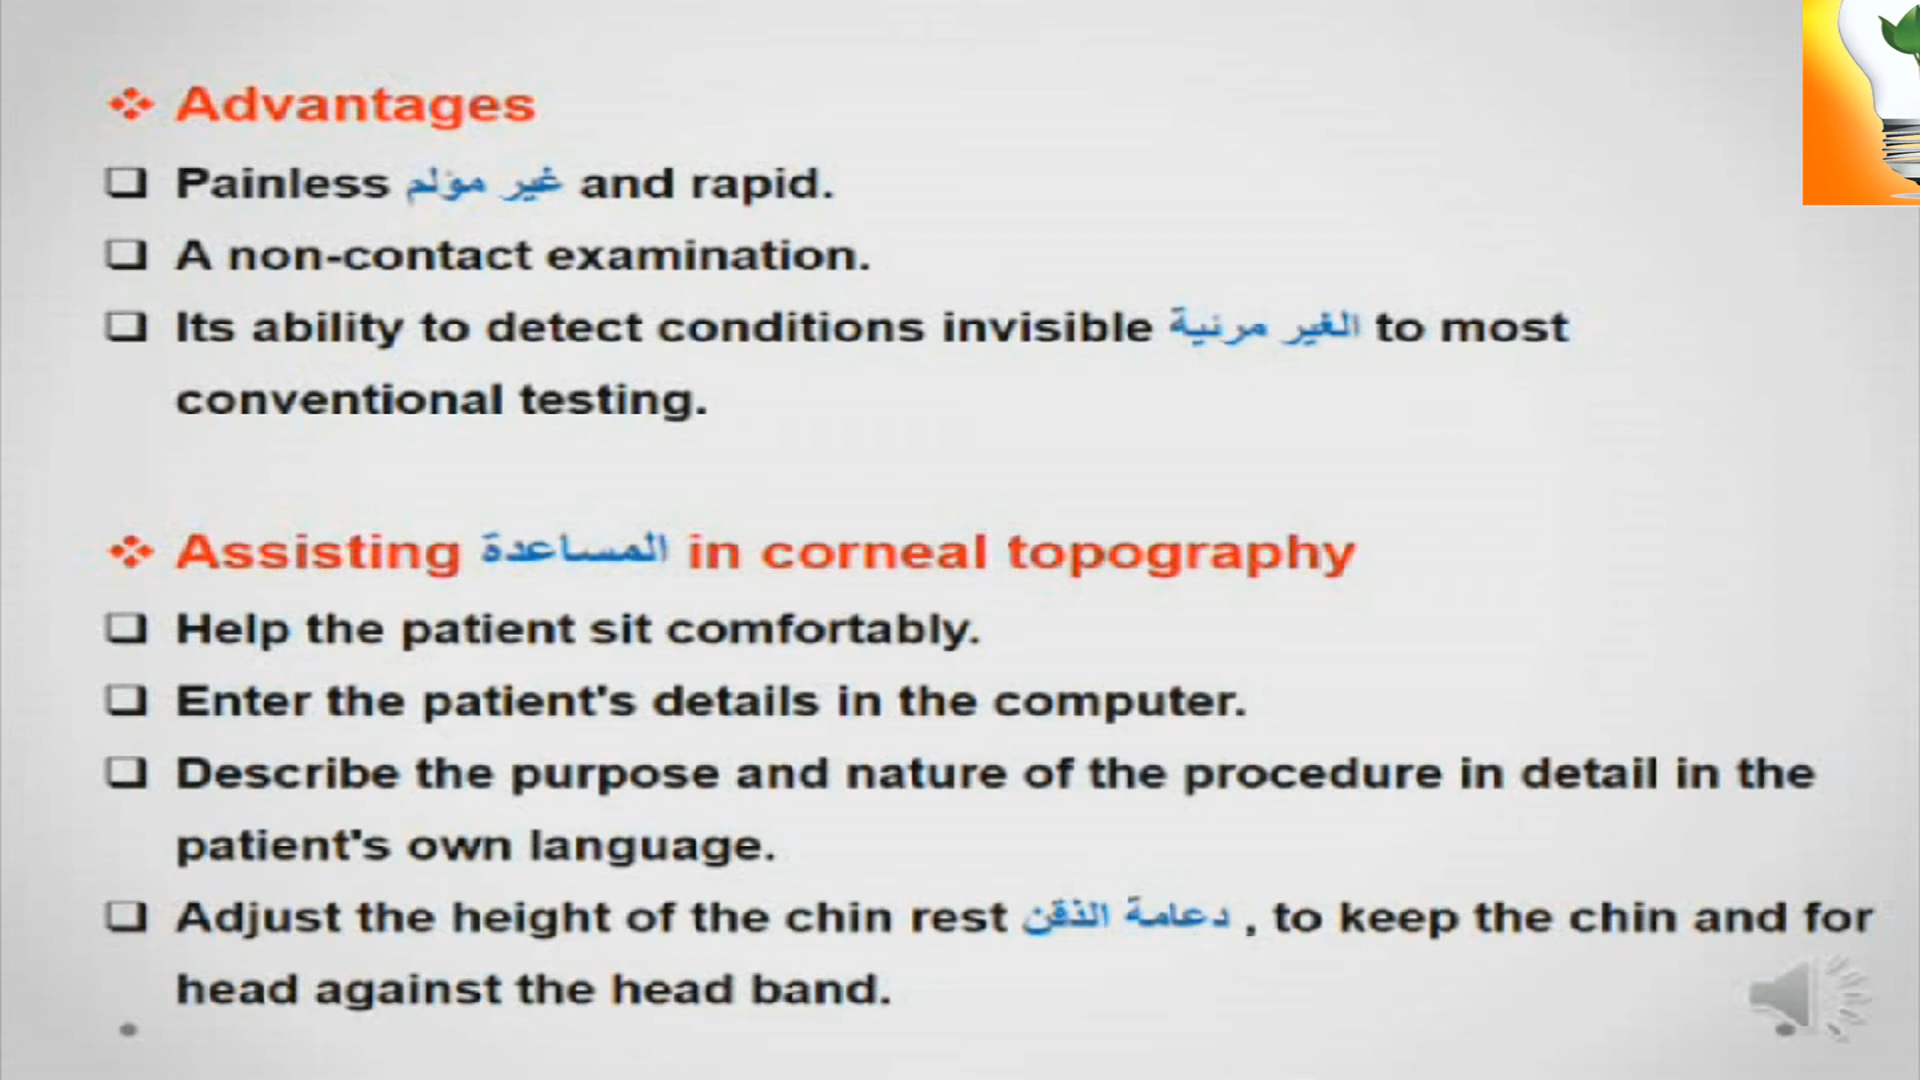 Advantages
Painless غير مؤلم and rapid.
A non-contact examination.
Its ability to detect conditions invisible الغير مرئية to most
conventional testing.
Assisting المساعدة in corneal topography
Help the patient sit comfortably.
Enter the patient's details in the computer.
Describe the purpose and nature of the procedure in detail in the
patient's own language.
Adjust the height of the chin rest دعامة الذقن , to keep the chin and for
head against the head band.